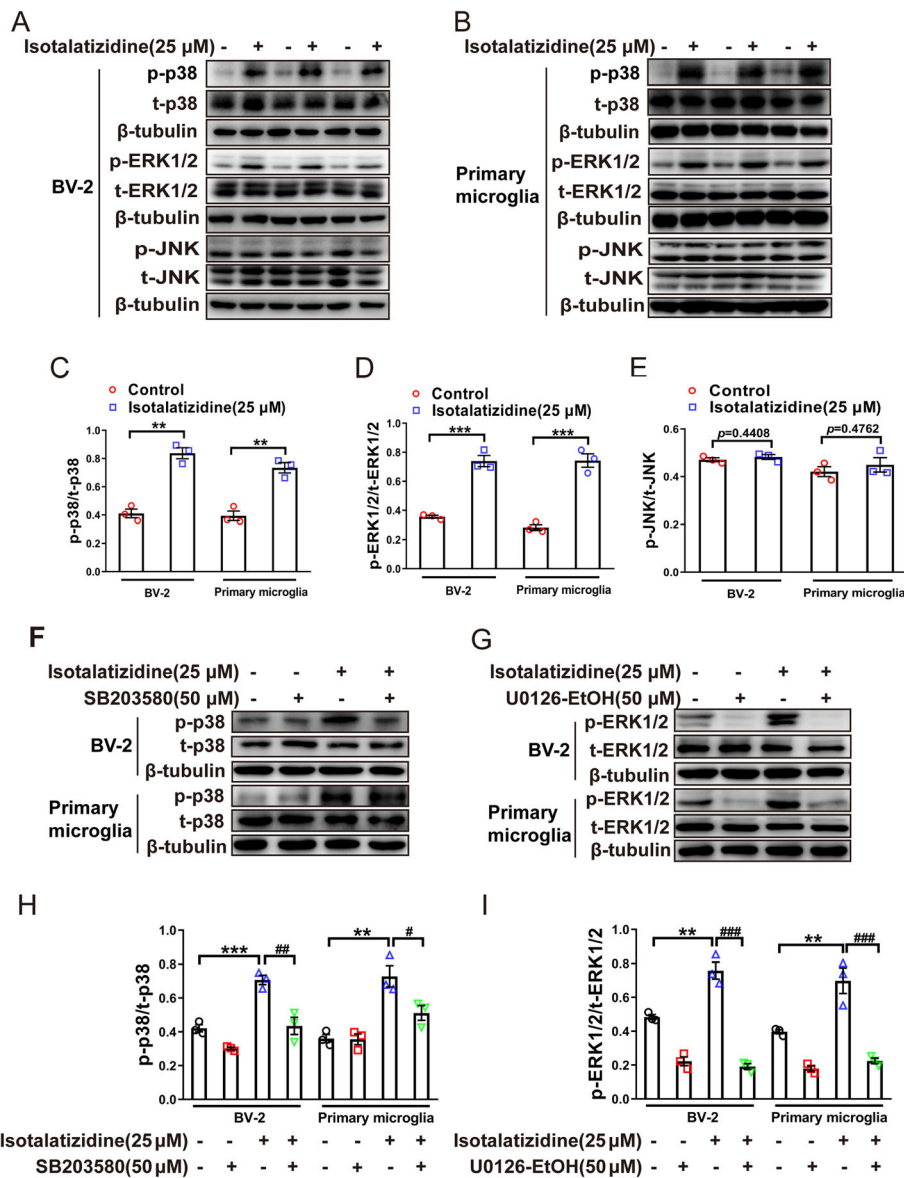 A
Isotalatizidine(25 μM) - + - + - +
BV-2
p-p38
t-p38
β-tubulin
p-ERK1/2
t-ERK1/2
β-tubulin
p-JNK
t-JNK
β-tubulin
B
Isotalatizidine(25 μM) - + - + - +
Primary
microglia
p-p38
t-p38
β-tubulin
p-ERK1/2
t-ERK1/2
β-tubulin
p-JNK
t-JNK
β-tubulin
C
Control
Isotalatizidine(25 μM)
p-p38/t-p38
1.0
0.8
0.6
0.4
0.2
0.0
** **
BV-2 Primary microglia
D
Control
Isotalatizidine(25 μM)
p-ERK1/2/t-ERK1/2
1.0
0.8
0.6
0.4
0.2
0.0
*** ***
BV-2 Primary microglia
E
Control
Isotalatizidine(25 μM)
p-JNK/t-JNK
0.6
0.4
0.2
0.0
p=0.4408 p=0.4762
BV-2 Primary microglia
F
Isotalatizidine(25 μM) - - + +
SB203580(50 μM) - + - +
BV-2
p-p38
t-p38
β-tubulin
Primary
microglia
p-p38
t-p38
β-tubulin
G
Isotalatizidine(25 μM) - - + +
U0126-EtOH(50 μM) - + - +
BV-2
p-ERK1/2
t-ERK1/2
β-tubulin
Primary
microglia
p-ERK1/2
t-ERK1/2
β-tubulin
H
p-p38/t-p38
1.0
0.8
0.6
0.4
0.2
0.0
*** ## ** #
BV-2 Primary microglia
Isotalatizidine(25 μM) - - + + - - + +
SB203580(50 μM) - + - + - + - +
I
p-ERK1/2/t-ERK1/2
1.0
0.8
0.6
0.4
0.2
0.0
** ### ** ###
BV-2 Primary microglia
Isotalatizidine(25 μM) - - + + - - + +
U0126-EtOH(50 μM) - + - + - + - +